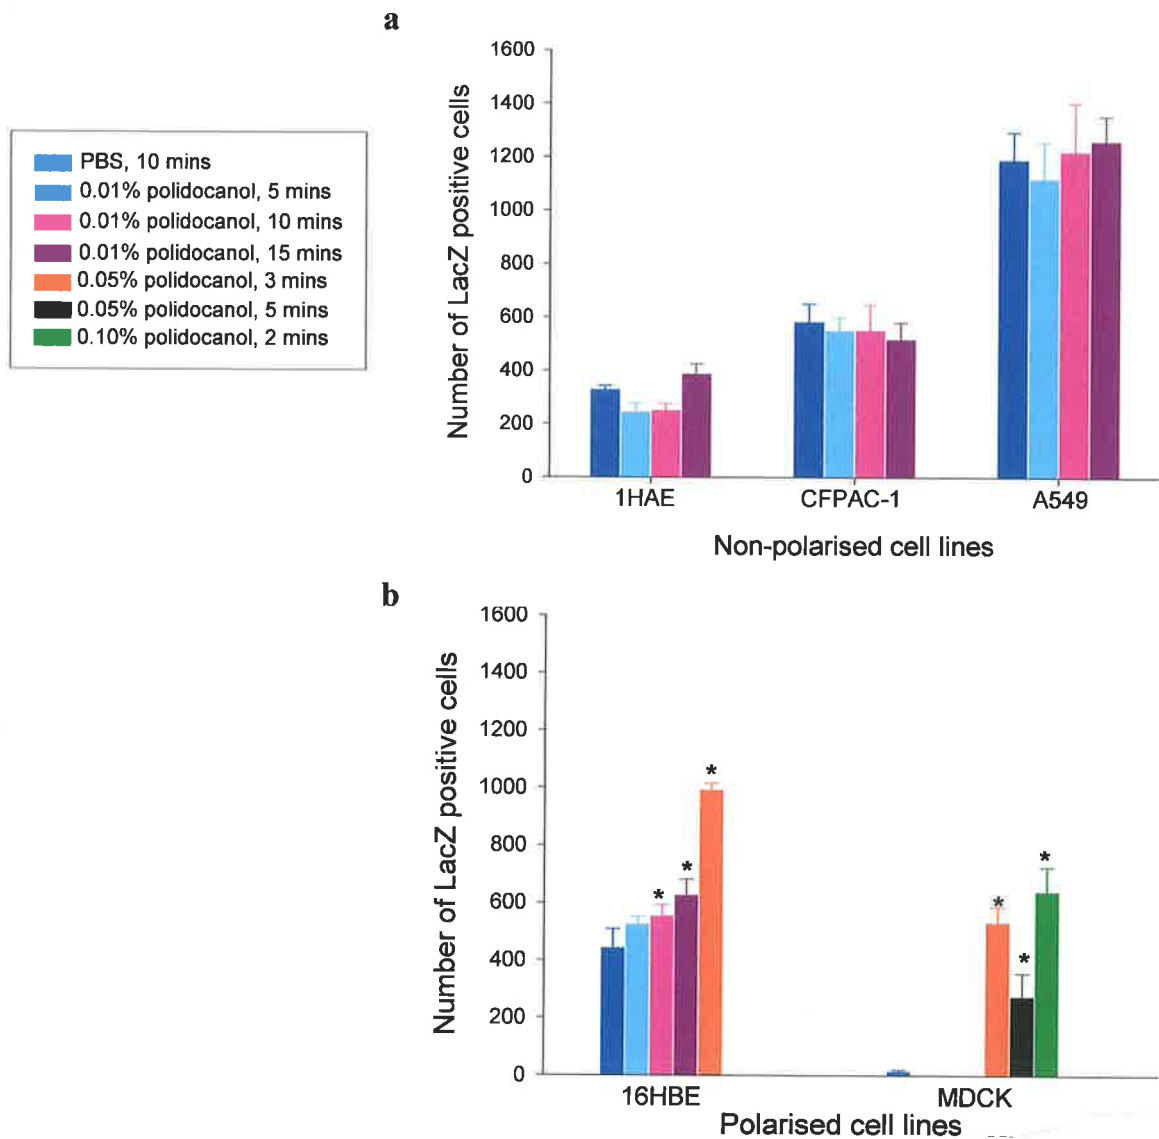 a
1600
1400
1200
1000
800
600
400
200
0
Number of LacZ positive cells
PBS, 10 mins
0.01% polidocanol, 5 mins
0.01% polidocanol, 10 mins
0.01% polidocanol, 15 mins
0.05% polidocanol, 3 mins
0.05% polidocanol, 5 mins
0.10% polidocanol, 2 mins
1HAE CFPAC-1 A549
Non-polarised cell lines
b
1600
1400
1200
1000
800
600
400
200
0
Number of LacZ positive cells
*
*
*
*
*
*
16HBE MDCK
Polarised cell lines